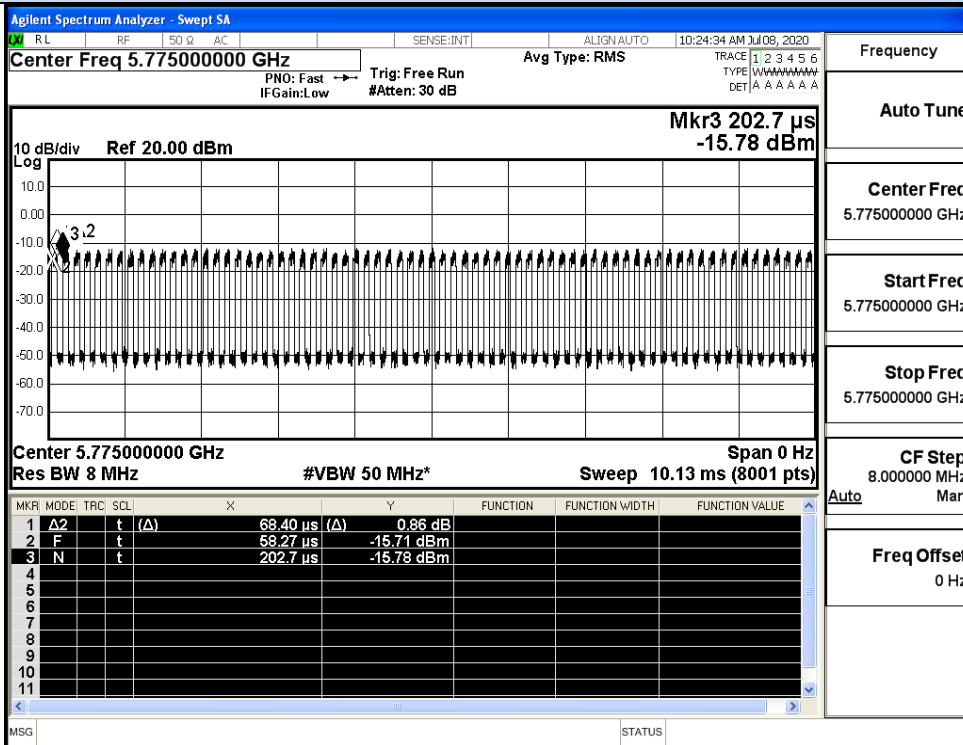 Agilent Spectrum Analyzer - Swept SA
LXI RL RF 50 Ω AC SENSE:INT ALIGNAUTO 10:24:34 AM Jul 08, 2020
Center Freq 5.775000000 GHz
PNO: Fast
IFGain:Low
Trig: Free Run
#Atten: 30 dB
Avg Type: RMS
TRACE 1 2 3 4 5 6
TYPE WWWWWW
DET A A A A A A
Mkr3 202.7 µs
-15.78 dBm
10 dB/div Ref 20.00 dBm
Log
10.0
0.00
-10.0
-20.0
-30.0
-40.0
-50.0
-60.0
-70.0
3 2
Center 5.775000000 GHz Span 0 Hz
Res BW 8 MHz #VBW 50 MHz* Sweep 10.13 ms (8001 pts)
MKR MODE TRC SCL X Y FUNCTION FUNCTION WIDTH FUNCTION VALUE
1 Δ2 t (Δ) 68.40 µs (Δ) 0.86 dB
2 F t 58.27 µs -15.71 dBm
3 N t 202.7 µs -15.78 dBm
4
5
6
7
8
9
10
11
MSG STATUS
Frequency
Auto Tune
Center Freq
5.775000000 GHz
Start Freq
5.775000000 GHz
Stop Freq
5.775000000 GHz
CF Step
8.000000 MHz
Auto Man
Freq Offset
0 Hz